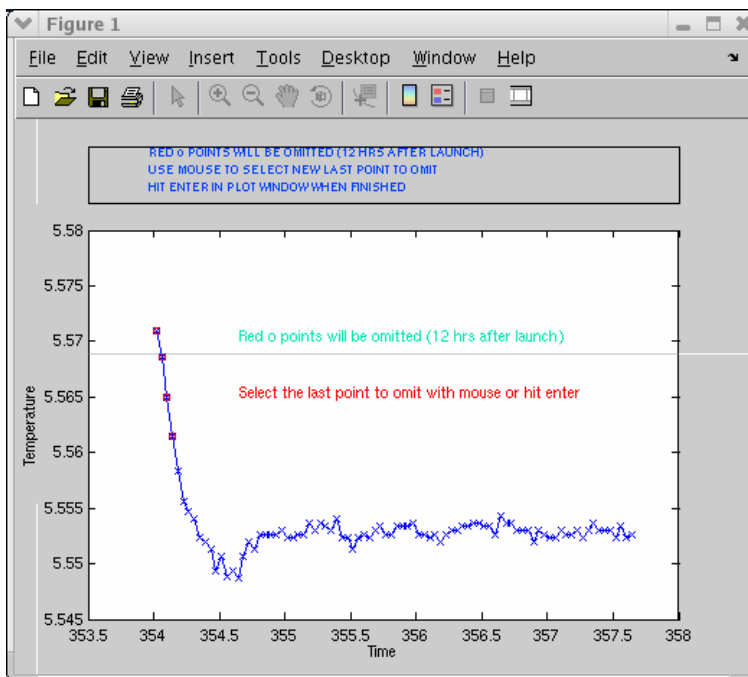 Figure 1
File Edit View Insert Tools Desktop Window Help
RED o POINTS WILL BE OMITTED (12 HRS AFTER LAUNCH)
USE MOUSE TO SELECT NEW LAST POINT TO OMIT
HIT ENTER IN PLOT WINDOW WHEN FINISHED
5.58
5.575
5.57
5.565
5.56
5.555
5.55
5.545
Temperature
Red o points will be omitted (12 hrs after launch)
Select the last point to omit with mouse or hit enter
353.5 354 354.5 355 355.5 356 356.5 357 357.5 358
Time